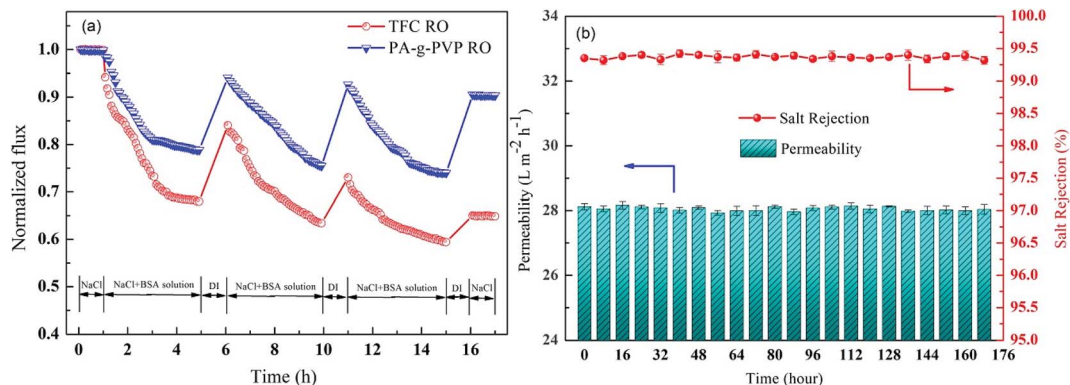 (a)
TFC RO
PA-g-PVP RO
1.0
0.9
0.8
0.7
0.6
0.5
0.4
Normalized flux
NaCl
NaCl+BSA solution
DI
NaCl+BSA solution
DI
NaCl+BSA solution
DI
NaCl
0 2 4 6 8 10 12 14 16
Time (h)
(b)
34
32
30
28
26
24
Permeability (L m⁻² h⁻¹)
Salt Rejection
Permeability
100.0
99.5
99.0
98.5
98.0
97.5
97.0
96.5
96.0
95.5
95.0
Salt Rejection (%)
0 16 32 48 64 80 96 112 128 144 160 176
Time (hour)